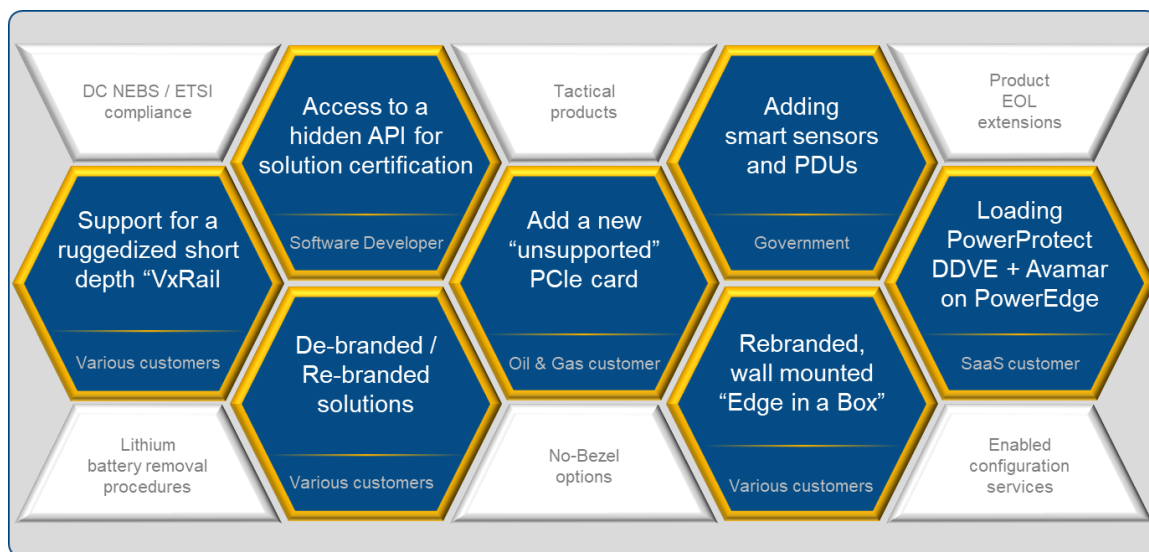 DC NEBS / ETSI
compliance
Access to a
hidden API for
solution certification
Software Developer
Tactical
products
Adding
smart sensors
and PDUs
Government
Product
EOL
extensions
Support for a
ruggedized short
depth “VxRail
Various customers
Add a new
“unsupported”
PCIe card
Oil & Gas customer
Loading
PowerProtect
DDVE + Avamar
on PowerEdge
SaaS customer
De-branded /
Re-branded
solutions
Various customers
Rebranded,
wall mounted
“Edge in a Box”
Various customers
Lithium
battery removal
procedures
No-Bezel
options
Enabled
configuration
services